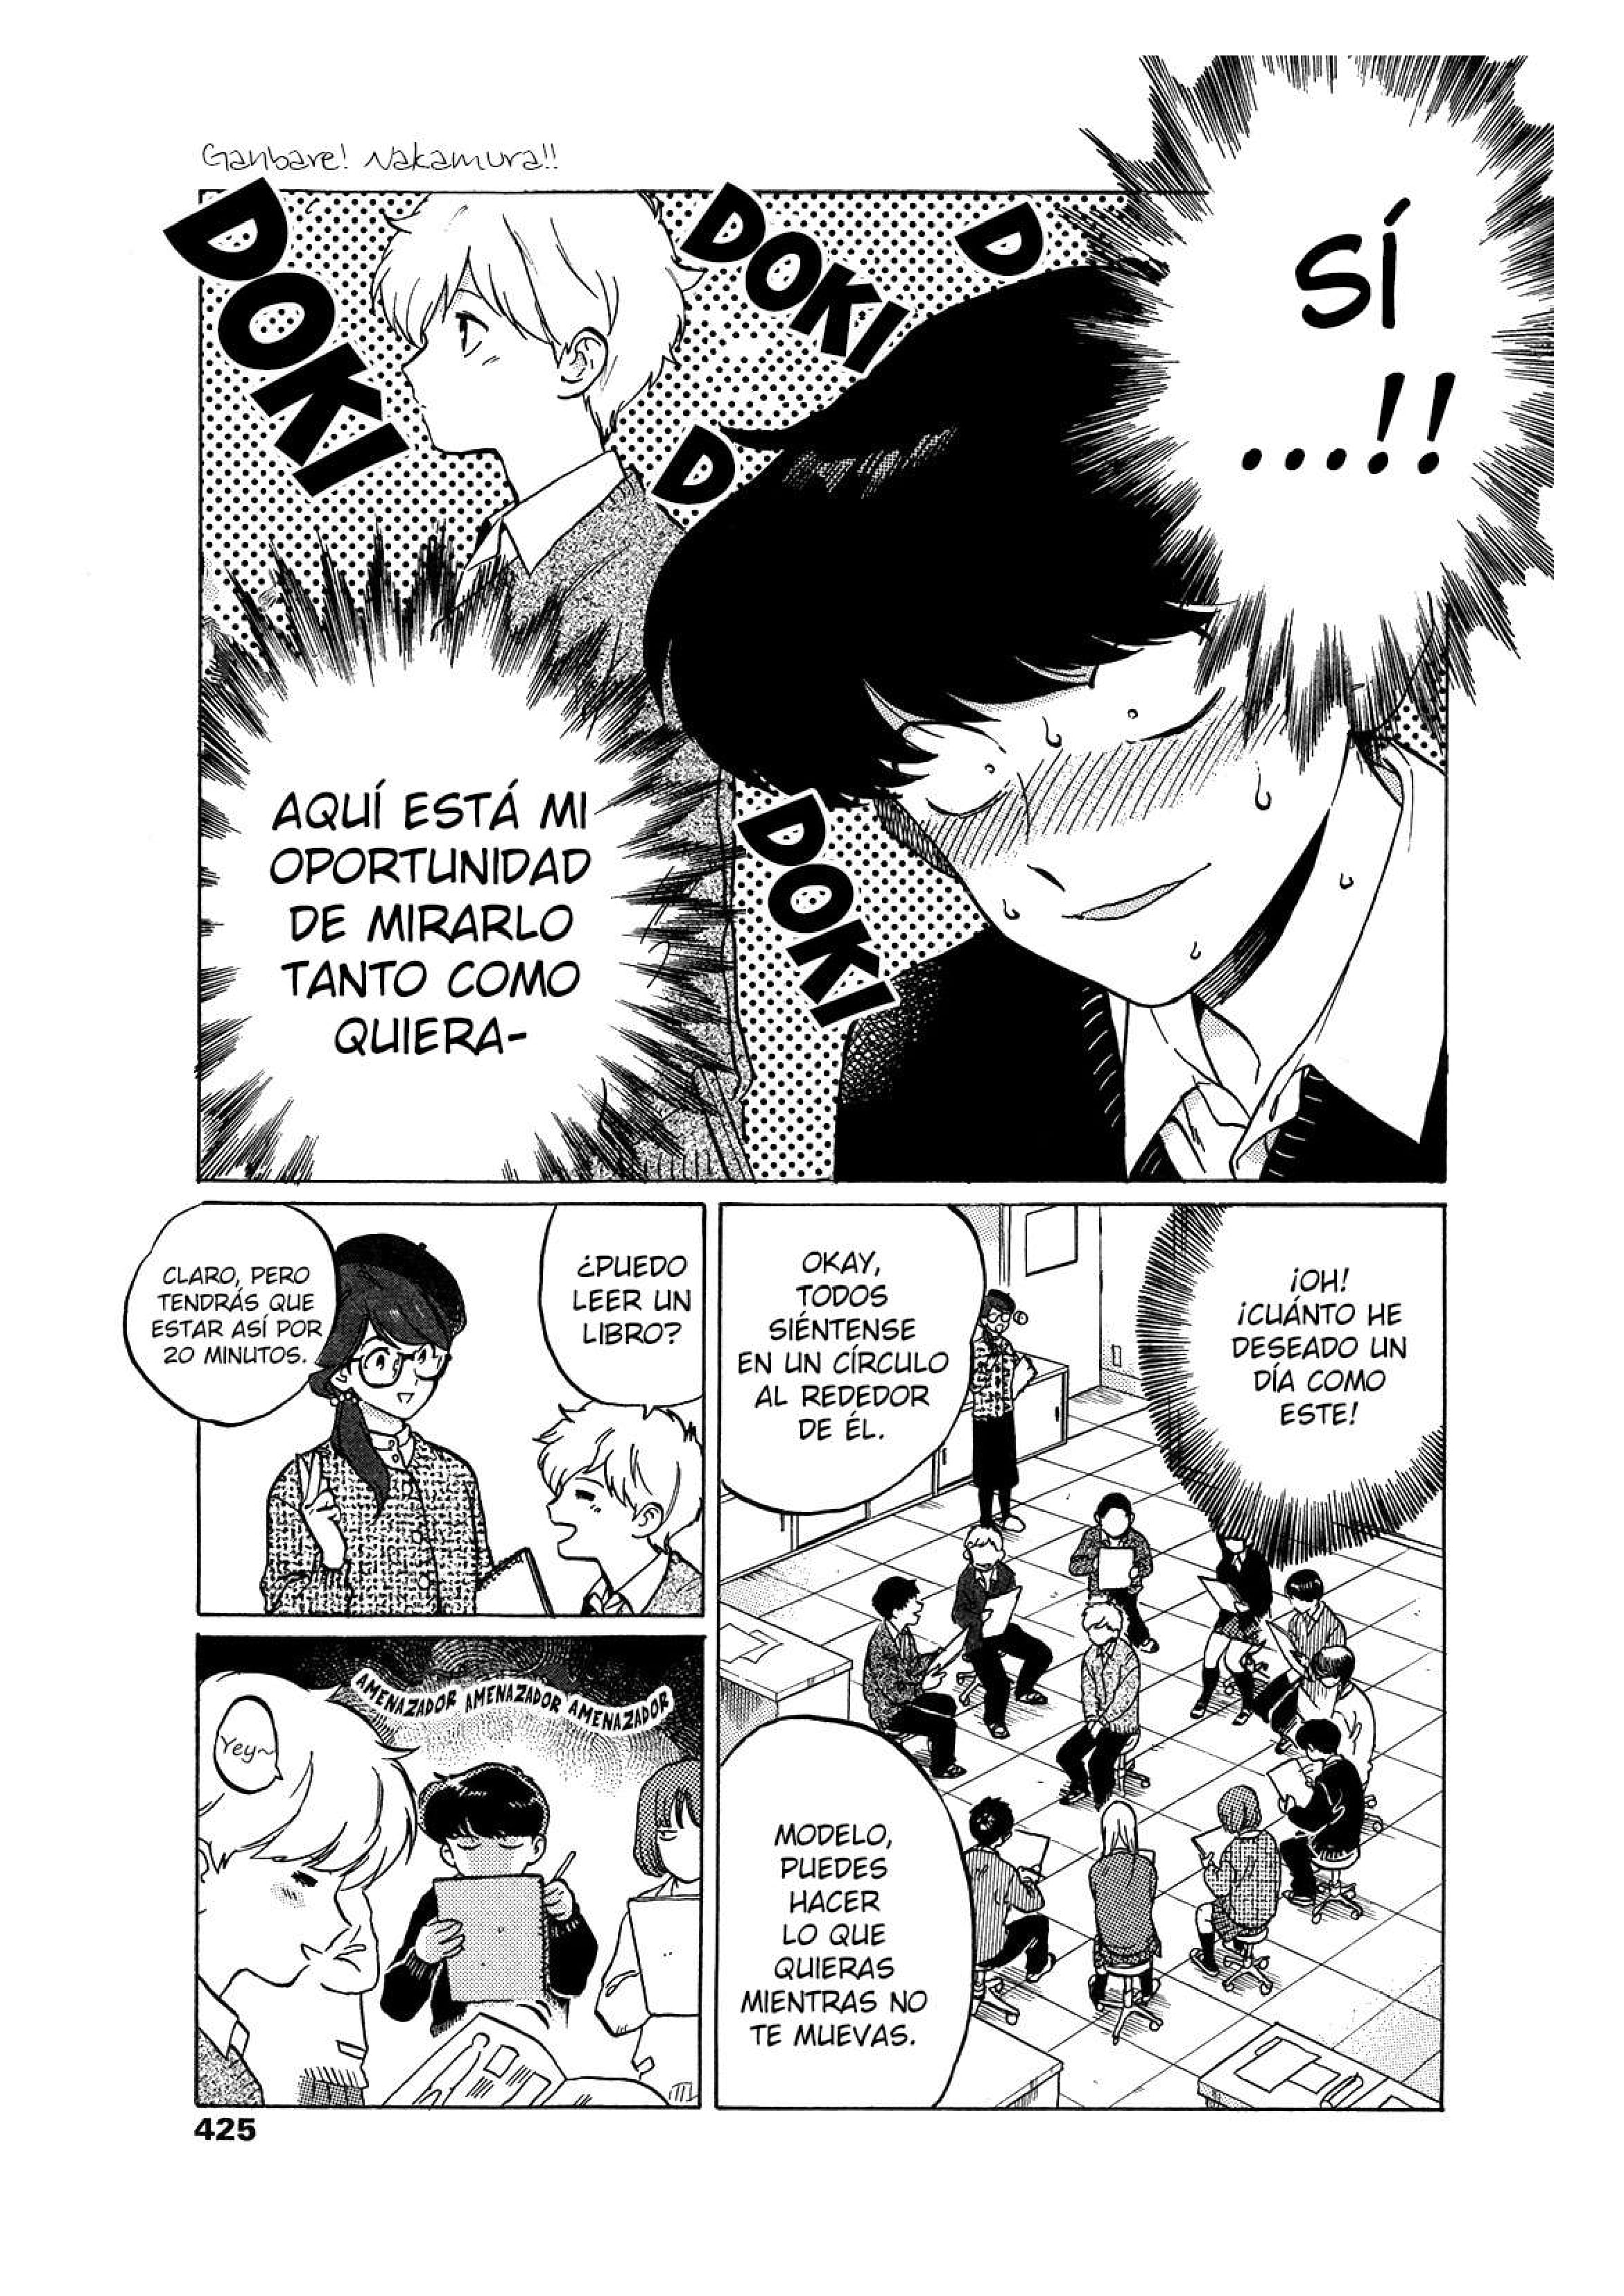 Ganbare! Nakamura!!
SÍ
...!!
DOKI
DOKI
D
D
DOKI
AQUÍ ESTÁ MI
OPORTUNIDAD
DE MIRARLO
TANTO COMO
QUIERA-
¡OH!
¡CUÁNTO HE
DESEADO UN
DÍA COMO
ESTE!
OKAY,
TODOS
SIÉNTENSE
EN UN CÍRCULO
AL REDEDOR
DE ÉL.
MODELO,
PUEDES
HACER
LO QUE
QUIERAS
MIENTRAS NO
TE MUEVAS.
¿PUEDO
LEER UN
LIBRO?
CLARO, PERO
TENDRÁS QUE
ESTAR ASÍ POR
20 MINUTOS.
AMENAZADOR AMENAZADOR AMENAZADOR
Yey~
425